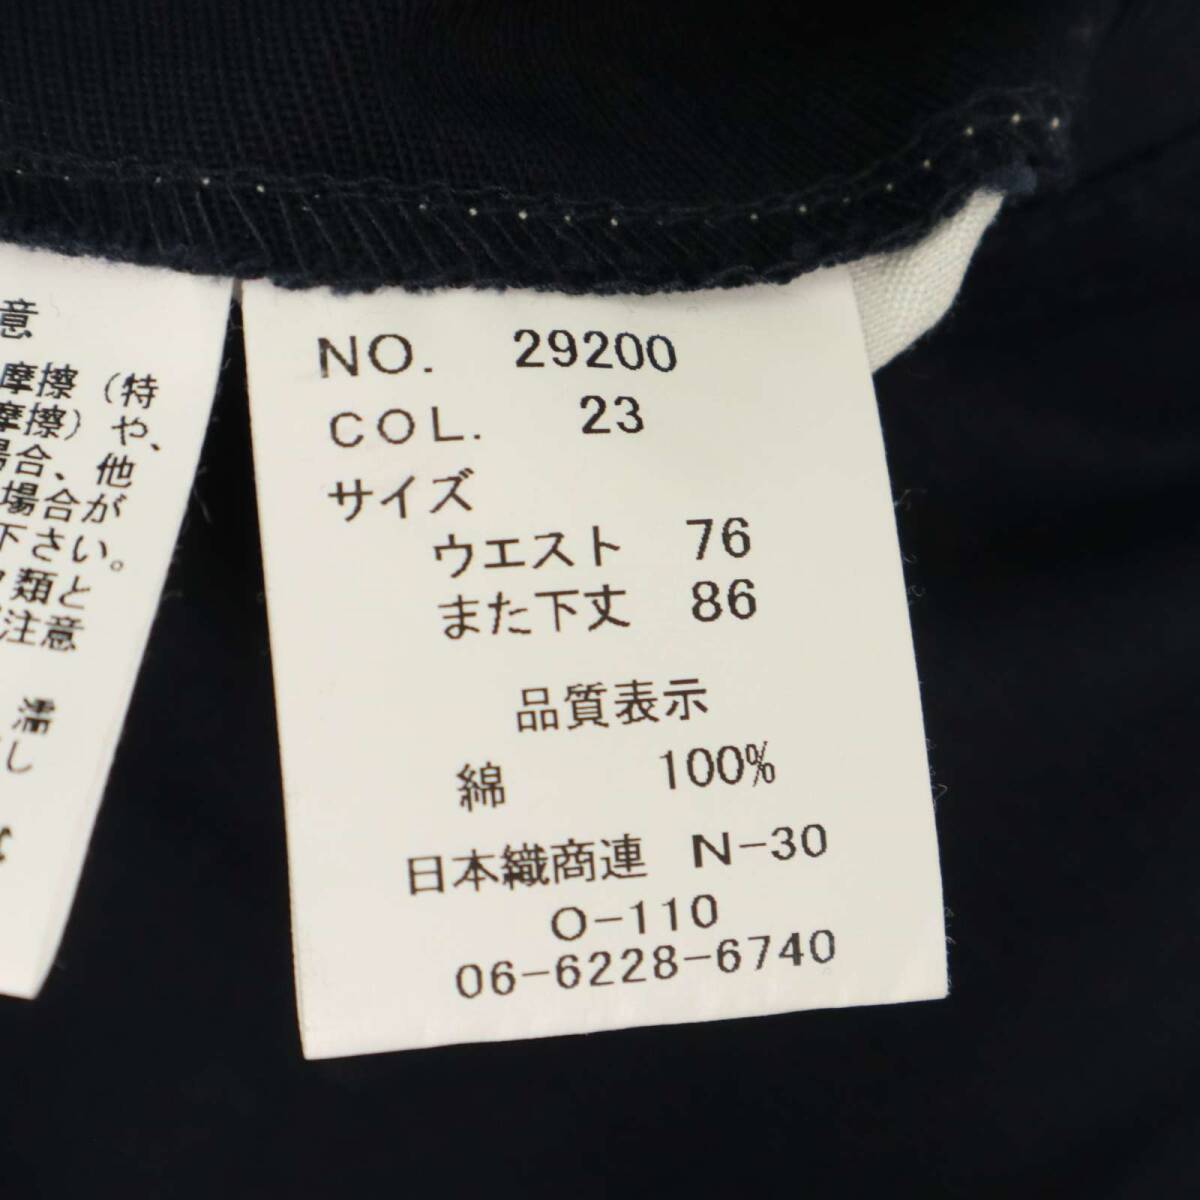 意
摩擦(特
摩擦)や、
場合、他
場合が
下さい。
類と
注意
し
NO. 29200
COL. 23
サイズ
ウエスト 76
また下丈 86
品質表示
綿 100%
日本織商連 N-30
O-110
06-6228-6740